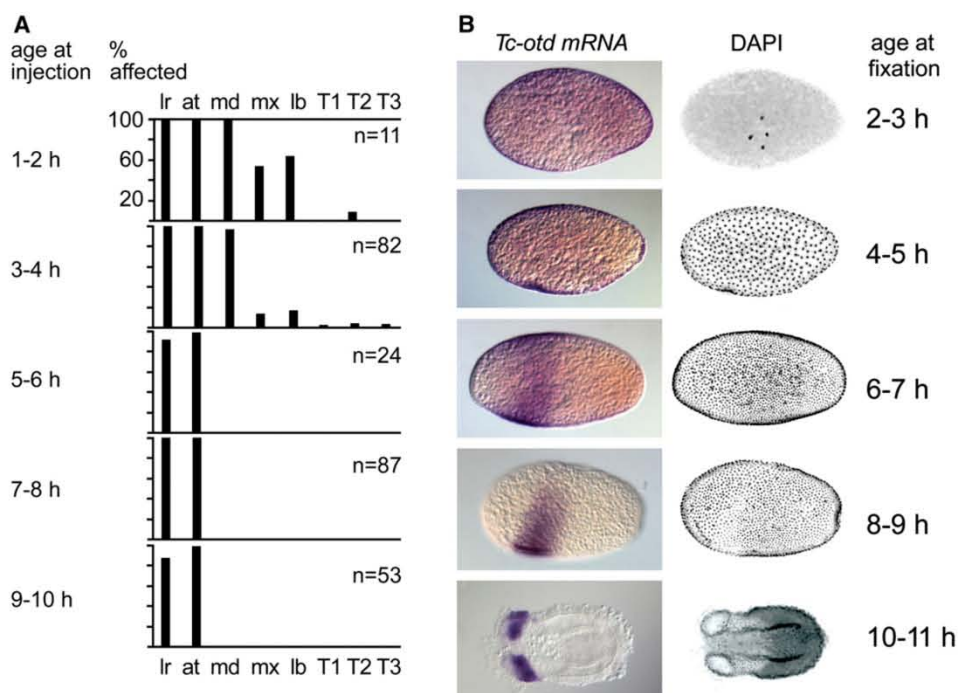 A
age at
injection
%
affected
lr at md mx lb T1 T2 T3
100
60
20
n=11
1-2 h
n=82
3-4 h
n=24
5-6 h
n=87
7-8 h
n=53
9-10 h
lr at md mx lb T1 T2 T3
B
Tc-otd mRNA
DAPI
age at
fixation
2-3 h
4-5 h
6-7 h
8-9 h
10-11 h